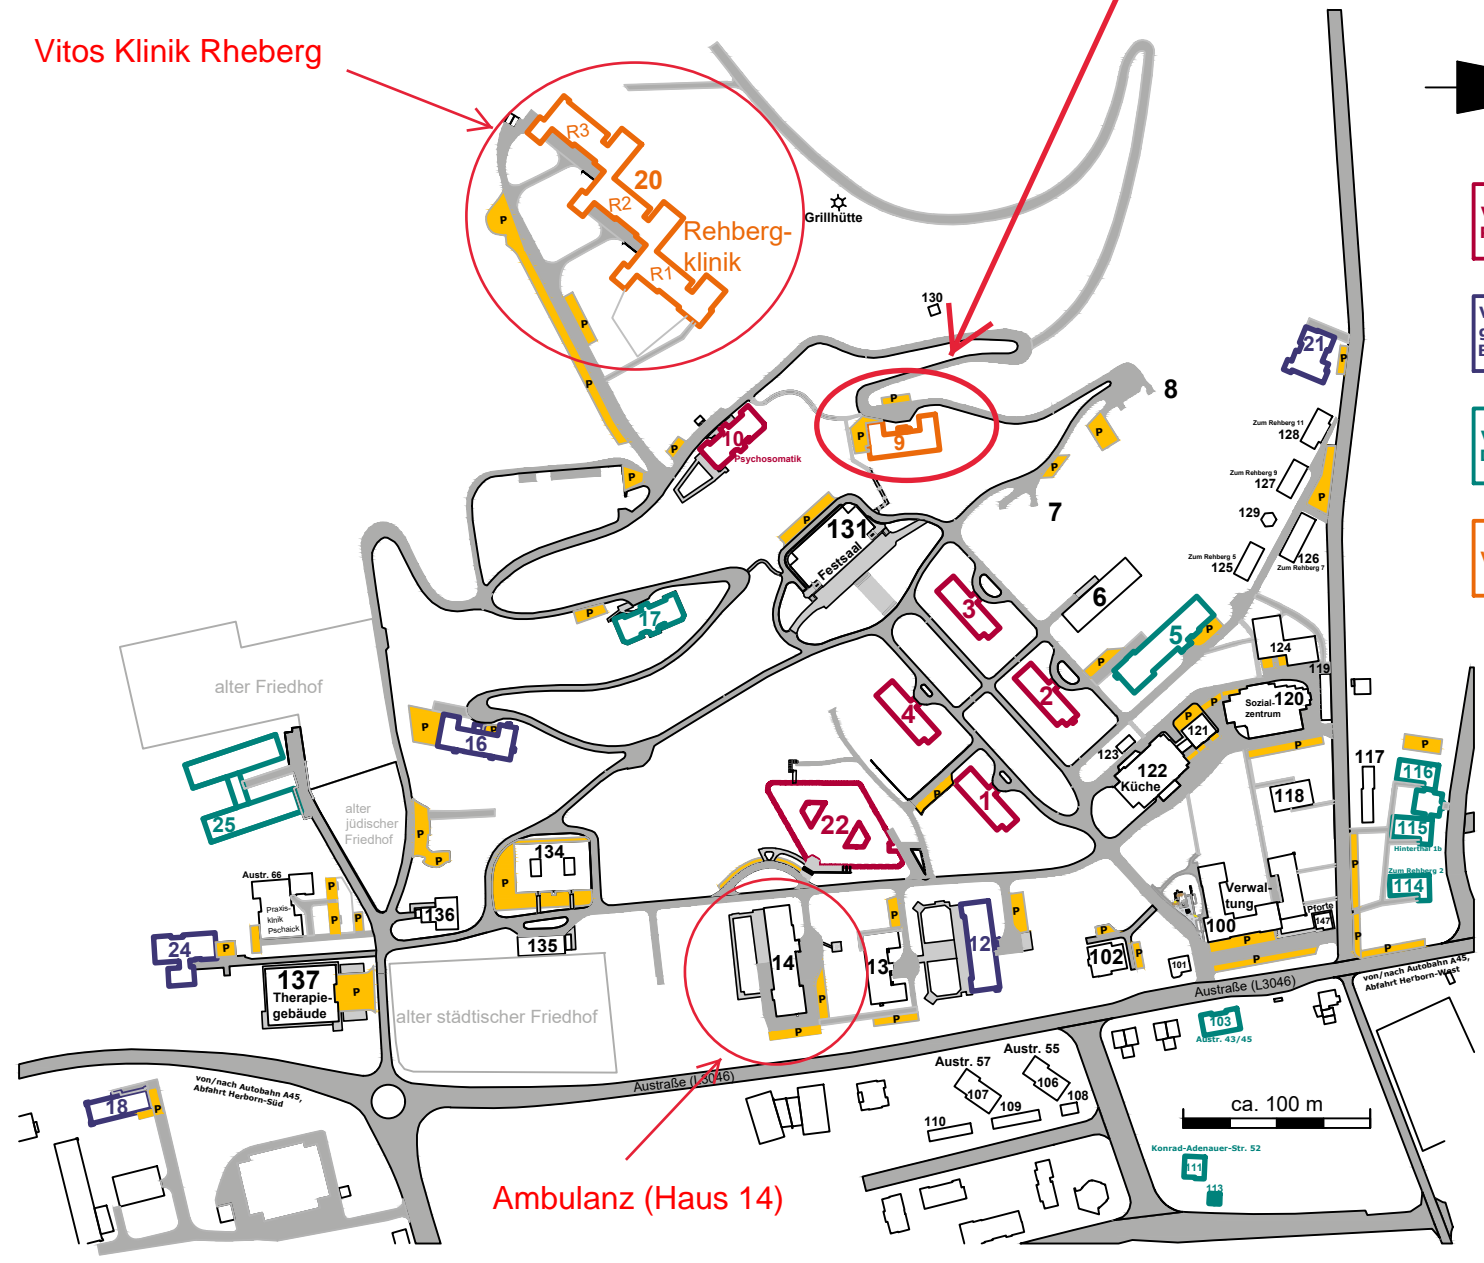 Vitos Klinik Rheberg
R3
20
R2
Rehberg-
klinik
R1
P
P
P
Grillhütte
130
21
P
8
10
Psychosomatik
P
P
P
9
P
P
P
7
Zum Rehberg 11
128
Zum Rehberg 9
127
P
129
126
Zum Rehberg 7
Zum Rehberg 5
125
P
131
Festsaal
3
6
5
P
P
17
P
2
4
124
119
Sozial-
zentrum
120
P
P
121
123
122
Küche
P
alter Friedhof
P
16
P
25
alter
jüdischer
Friedhof
P
P
22
1
P
118
117
P
116
115
Hinterthal 1b
Zum Rehberg 2
114
P
P
P
134
P
P
Austr. 66
Praxis-
klinik
Pschaick
P
P
P
P
136
135
24
P
137
Therapie-
gebäude
P
alter städtischer Friedhof
14
P
P
13
P
P
12
P
102
P
P
101
Verwal-
tung
100
Pforte
147
P
P
von/nach Autobahn A45,
Abfahrt Herborn-West
Austraße (L3046)
103
Austr. 43/45
Austraße (L3046)
von/nach Autobahn A45,
Abfahrt Herborn-Süd
18
P
Austr. 57
Austr. 55
107
106
108
109
110
ca. 100 m
Konrad-Adenauer-Str. 52
111
113
Ambulanz (Haus 14)